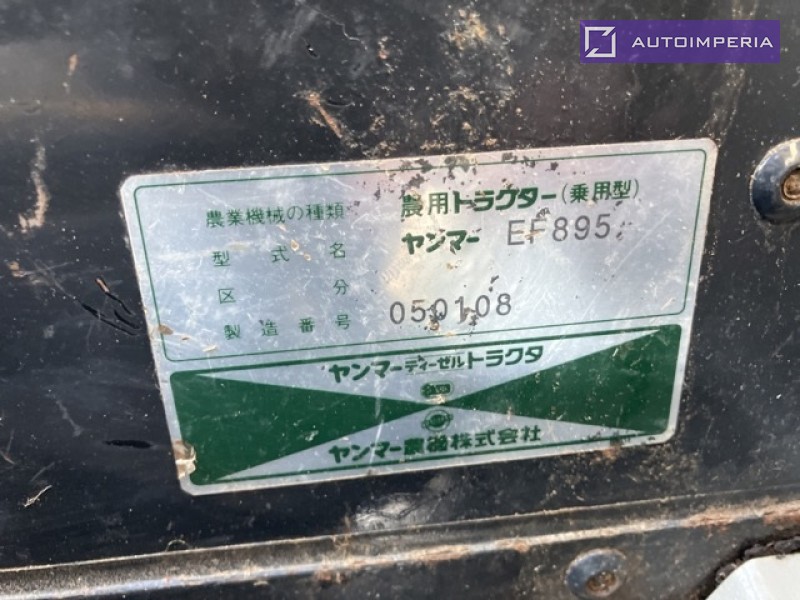 AUTOIMPERIA
農業機械の種類 農用トラクター(乗用型)
型式名 ヤンマー EF895
区分
製造番号 050108
ヤンマーディーゼルトラクタ
ヤンマー農機株式会社